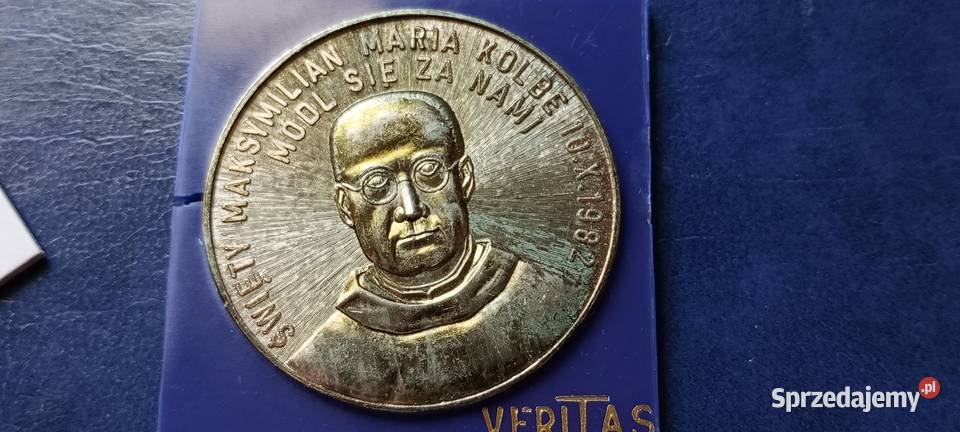 ŚWIĘTY MAKSYMILIAN MARIA KOLBE 10.X.1982
MÓDL SIĘ ZA NAMI
VERITAS
Sprzedajemy.pl